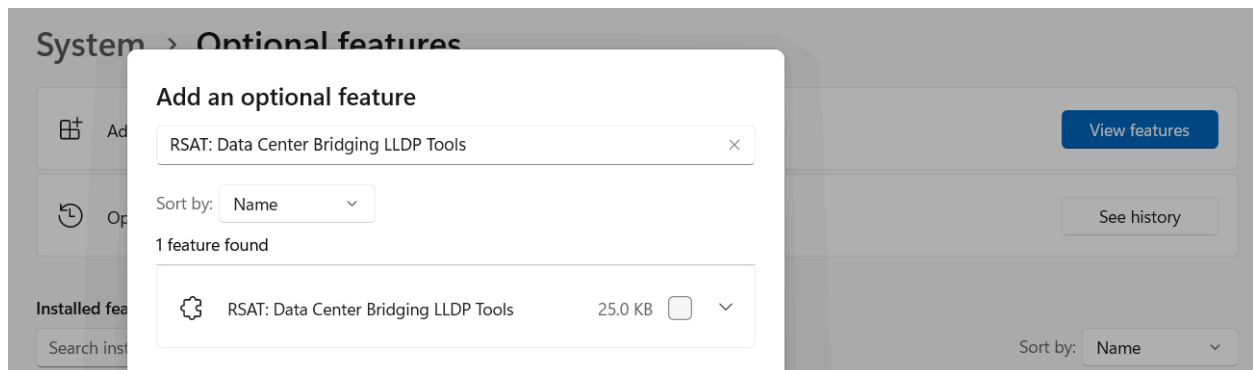 System > Optional features
Add an optional feature
Ad
View features
RSAT: Data Center Bridging LLDP Tools
Sort by: Name
Op
See history
1 feature found
RSAT: Data Center Bridging LLDP Tools 25.0 KB
Installed fea
Search inst
Sort by: Name